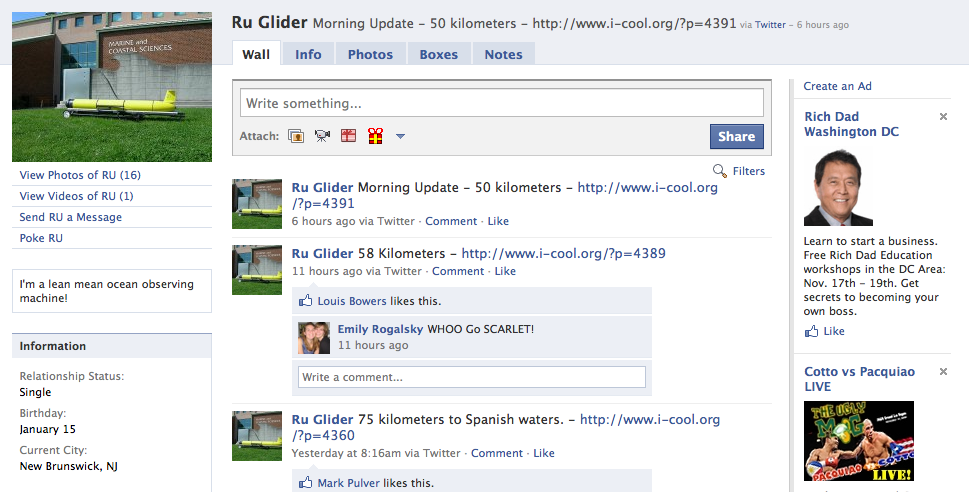 MARINE and
COASTAL SCIENCES
View Photos of RU (16)
View Videos of RU (1)
Send RU a Message
Poke RU
I'm a lean mean ocean observing
machine!
Information
Relationship Status:
Single
Birthday:
January 15
Current City:
New Brunswick, NJ
Ru Glider Morning Update – 50 kilometers – http://www.i-cool.org/?p=4391 via Twitter – 6 hours ago
Wall Info Photos Boxes Notes
Write something...
Attach: Share
Filters
Ru Glider Morning Update – 50 kilometers – http://www.i-cool.org
/?p=4391
6 hours ago via Twitter · Comment · Like
Ru Glider 58 Kilometers – http://www.i-cool.org/?p=4389
11 hours ago via Twitter · Comment · Like
Louis Bowers likes this.
Emily Rogalsky WHOO Go SCARLET!
11 hours ago
Write a comment...
Ru Glider 75 kilometers to Spanish waters. – http://www.i-cool.org
/?p=4360
Yesterday at 8:16am via Twitter · Comment · Like
Mark Pulver likes this.
Create an Ad
Rich Dad
Washington DC
Learn to start a business.
Free Rich Dad Education
workshops in the DC Area:
Nov. 17th – 19th. Get
secrets to becoming your
own boss.
Like
Cotto vs Pacquiao
LIVE
THE UGLY
MUG
PACQUIAO
COTTO
LIVE!